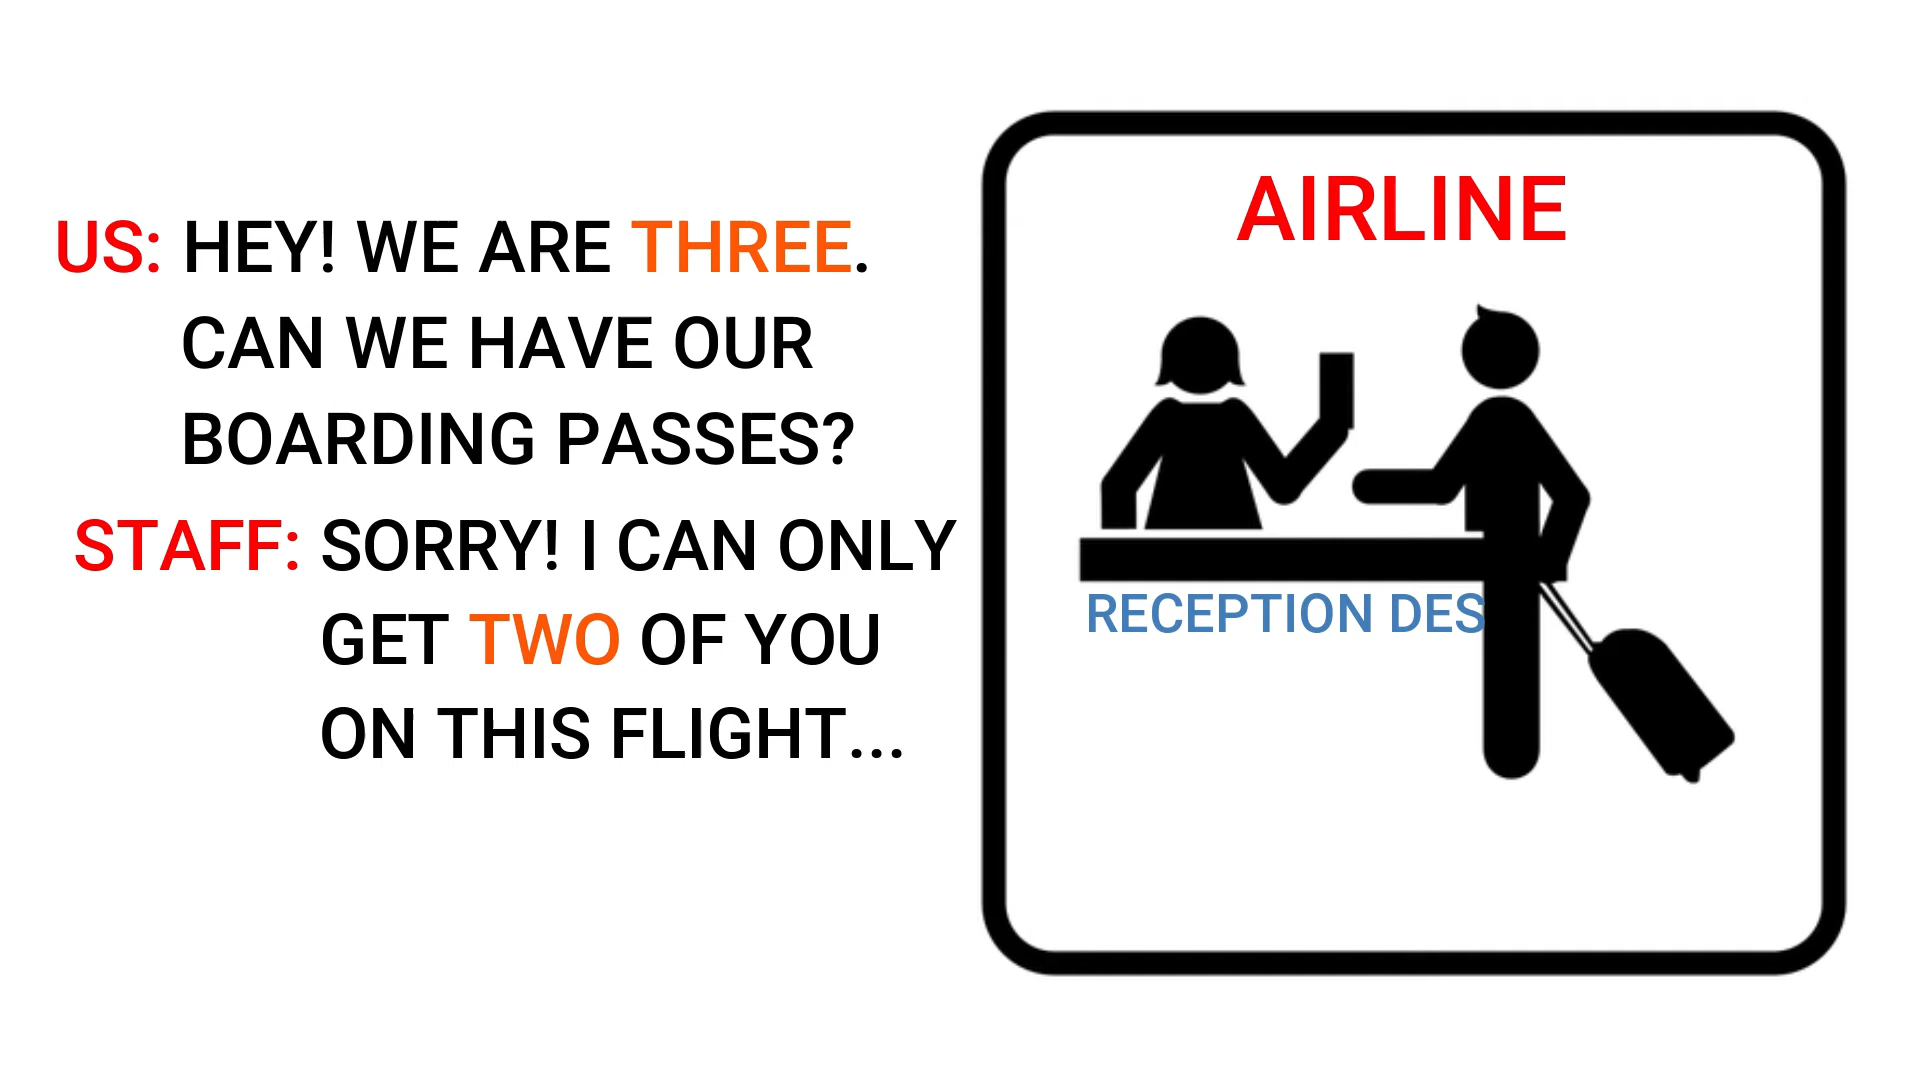 US: HEY! WE ARE THREE.
CAN WE HAVE OUR
BOARDING PASSES?
STAFF: SORRY! I CAN ONLY
GET TWO OF YOU
ON THIS FLIGHT...
AIRLINE
RECEPTION DES